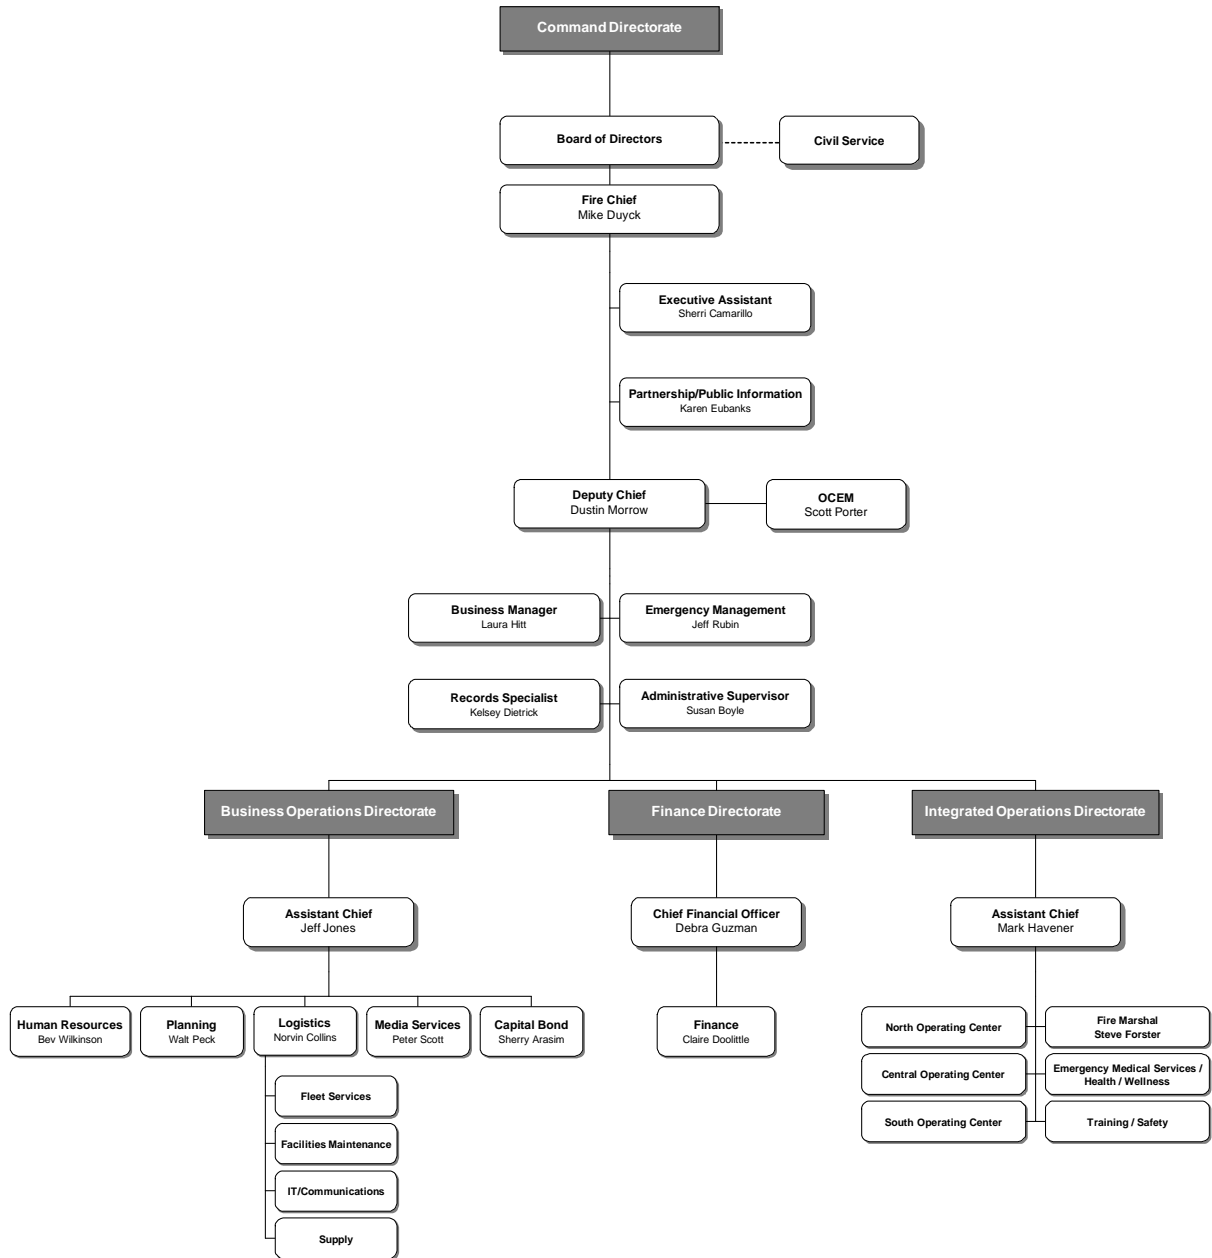 Command Directorate
Board of Directors
Civil Service
Fire Chief
Mike Duyck
Executive Assistant
Sherri Camarillo
Partnership/Public Information
Karen Eubanks
Deputy Chief
Dustin Morrow
OCEM
Scott Porter
Business Manager
Laura Hitt
Emergency Management
Jeff Rubin
Records Specialist
Kelsey Dietrick
Administrative Supervisor
Susan Boyle
Business Operations Directorate
Finance Directorate
Integrated Operations Directorate
Assistant Chief
Jeff Jones
Chief Financial Officer
Debra Guzman
Assistant Chief
Mark Havener
Human Resources
Bev Wilkinson
Planning
Walt Peck
Logistics
Norvin Collins
Media Services
Peter Scott
Capital Bond
Sherry Arasim
Finance
Claire Doolittle
North Operating Center
Fire Marshal
Steve Forster
Central Operating Center
Emergency Medical Services /
Health / Wellness
South Operating Center
Training / Safety
Fleet Services
Facilities Maintenance
IT/Communications
Supply